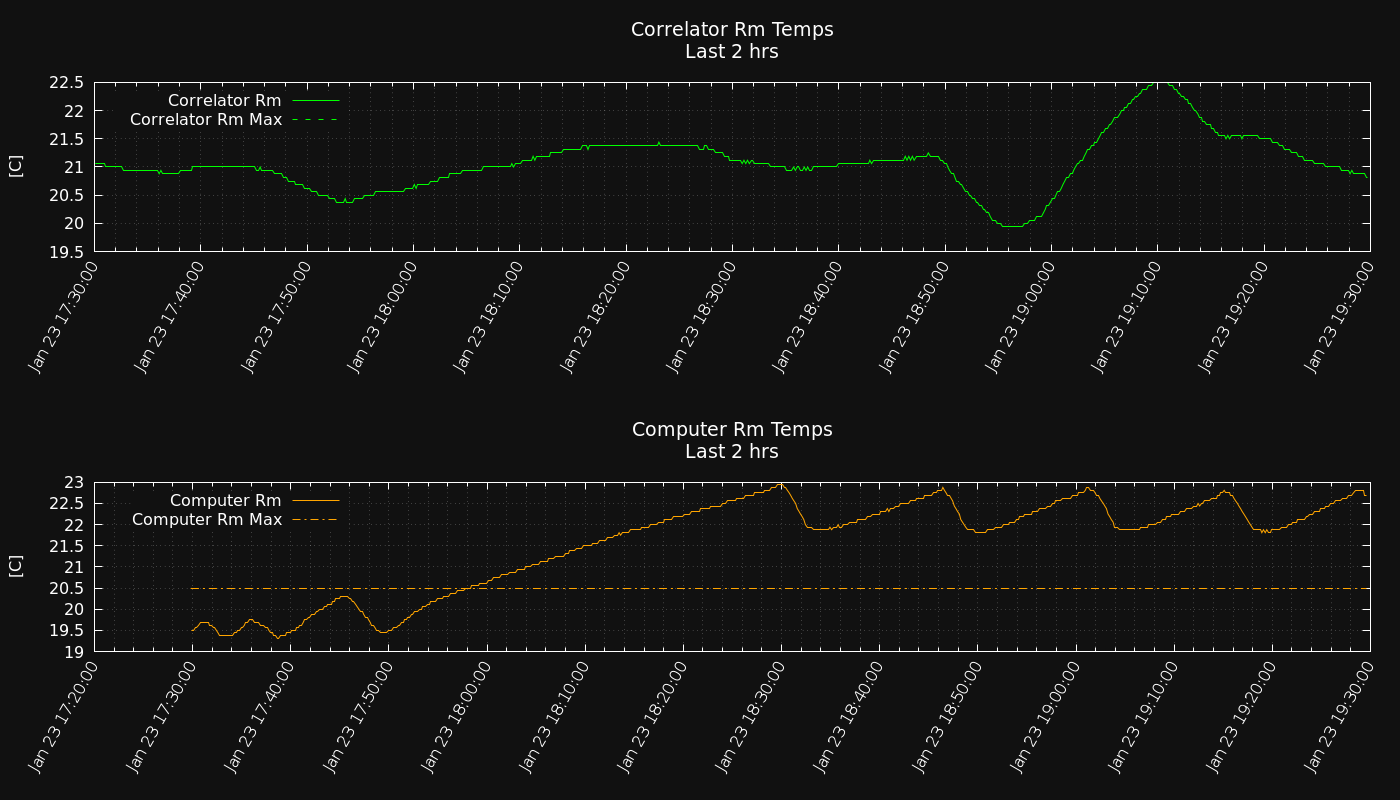 Correlator Rm Temps
Last 2 hrs
22.5
22
21.5
21
20.5
20
19.5
[C]
Correlator Rm
Correlator Rm Max
Jan 23 17:30:00
Jan 23 17:40:00
Jan 23 17:50:00
Jan 23 18:00:00
Jan 23 18:10:00
Jan 23 18:20:00
Jan 23 18:30:00
Jan 23 18:40:00
Jan 23 18:50:00
Jan 23 19:00:00
Jan 23 19:10:00
Jan 23 19:20:00
Jan 23 19:30:00
Computer Rm Temps
Last 2 hrs
23
22.5
22
21.5
21
20.5
20
19.5
19
[C]
Computer Rm
Computer Rm Max
Jan 23 17:20:00
Jan 23 17:30:00
Jan 23 17:40:00
Jan 23 17:50:00
Jan 23 18:00:00
Jan 23 18:10:00
Jan 23 18:20:00
Jan 23 18:30:00
Jan 23 18:40:00
Jan 23 18:50:00
Jan 23 19:00:00
Jan 23 19:10:00
Jan 23 19:20:00
Jan 23 19:30:00